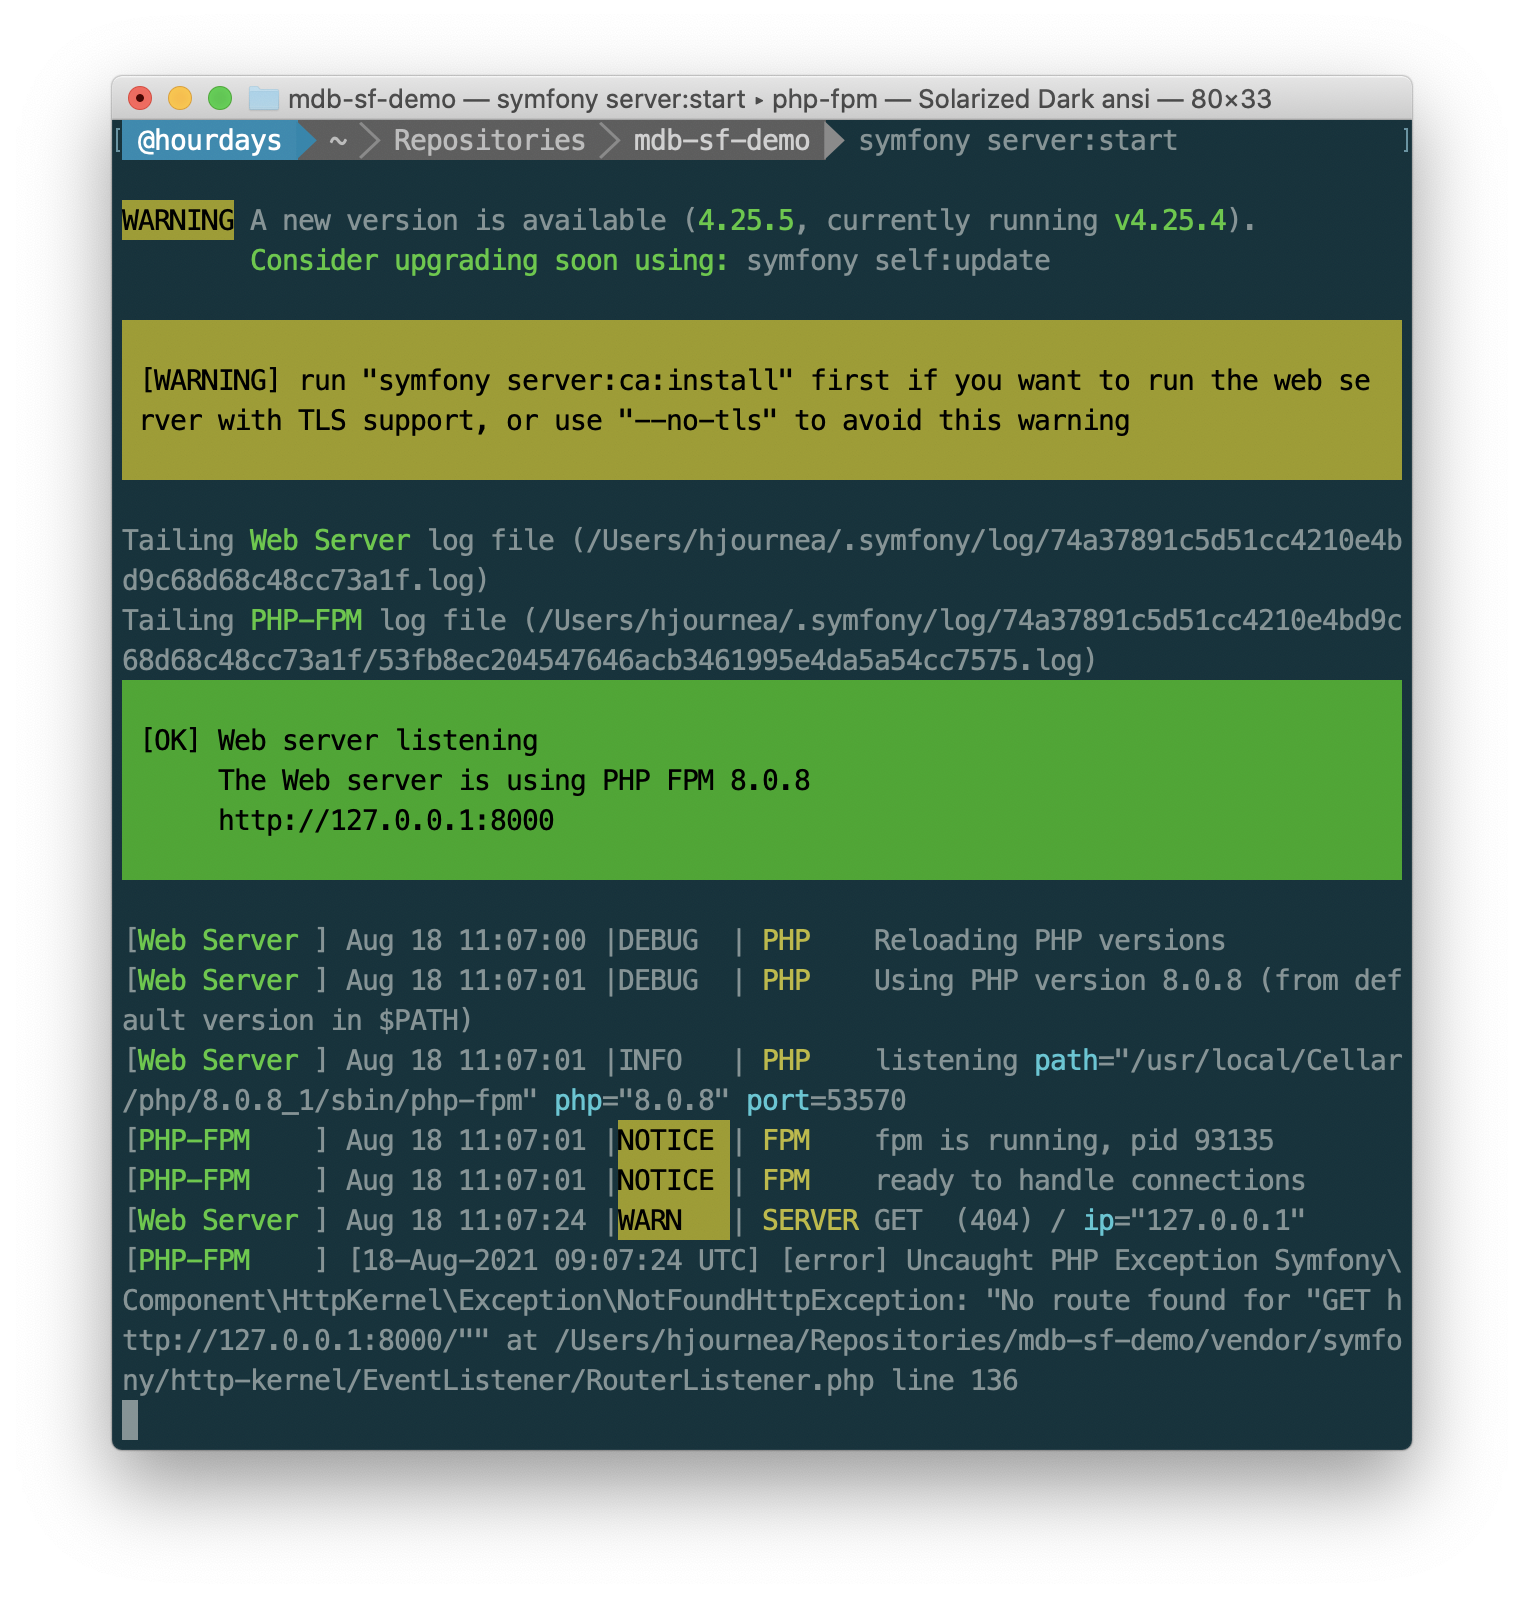 mdb-sf-demo — symfony server:start ▸ php-fpm — Solarized Dark ansi — 80×33
[ @hourdays ~ Repositories mdb-sf-demo symfony server:start ]
WARNING A new version is available (4.25.5, currently running v4.25.4).
Consider upgrading soon using: symfony self:update
[WARNING] run "symfony server:ca:install" first if you want to run the web se
rver with TLS support, or use "--no-tls" to avoid this warning
Tailing Web Server log file (/Users/hjournea/.symfony/log/74a37891c5d51cc4210e4b
d9c68d68c48cc73a1f.log)
Tailing PHP-FPM log file (/Users/hjournea/.symfony/log/74a37891c5d51cc4210e4bd9c
68d68c48cc73a1f/53fb8ec204547646acb3461995e4da5a54cc7575.log)
[OK] Web server listening
The Web server is using PHP FPM 8.0.8
http://127.0.0.1:8000
[Web Server ] Aug 18 11:07:00 |DEBUG  | PHP    Reloading PHP versions
[Web Server ] Aug 18 11:07:01 |DEBUG  | PHP    Using PHP version 8.0.8 (from def
ault version in $PATH)
[Web Server ] Aug 18 11:07:01 |INFO   | PHP    listening path="/usr/local/Cellar
/php/8.0.8_1/sbin/php-fpm" php="8.0.8" port=53570
[PHP-FPM    ] Aug 18 11:07:01 |NOTICE | FPM    fpm is running, pid 93135
[PHP-FPM    ] Aug 18 11:07:01 |NOTICE | FPM    ready to handle connections
[Web Server ] Aug 18 11:07:24 |WARN   | SERVER GET  (404) / ip="127.0.0.1"
[PHP-FPM    ] [18-Aug-2021 09:07:24 UTC] [error] Uncaught PHP Exception Symfony\
Component\HttpKernel\Exception\NotFoundHttpException: "No route found for "GET h
ttp://127.0.0.1:8000/"" at /Users/hjournea/Repositories/mdb-sf-demo/vendor/symfo
ny/http-kernel/EventListener/RouterListener.php line 136